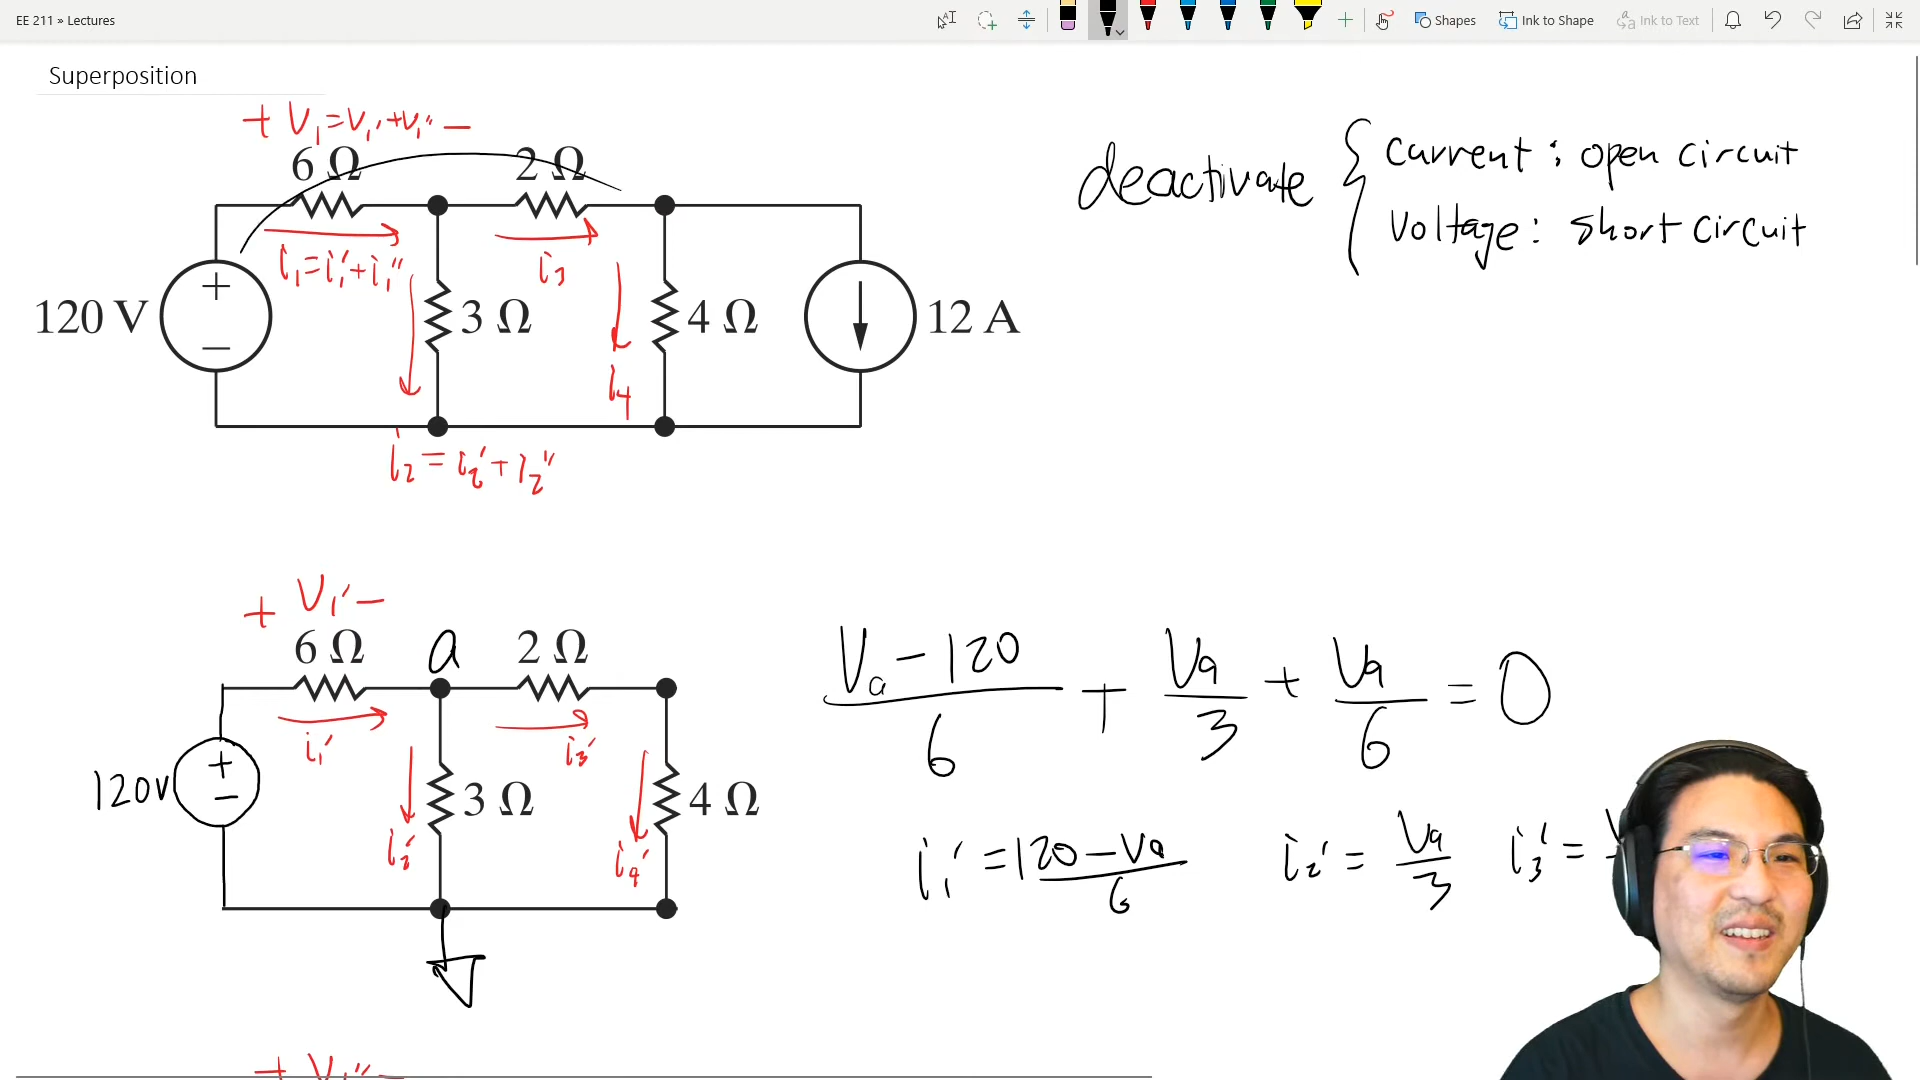 EE 211 » Lectures
Shapes
Ink to Shape
Ink to Text
Superposition
+ V₁=V₁'+V₁" −
6 Ω
2 Ω
i₁=i₁'+i₁"
i₃
120 V
+
−
3 Ω
4 Ω
12 A
i₄
i₂ = i₂'+i₂"
deactivate { current : open circuit
voltage : short circuit
+ V₁' −
6 Ω
a
2 Ω
i₁'
i₃'
120V
+
−
3 Ω
4 Ω
i₂'
i₄'
(Va − 120)/6 + Va/3 + Va/6 = 0
i₁' = (120 − Va)/6
i₂' = Va/3
i₃' =
+ V₁" −